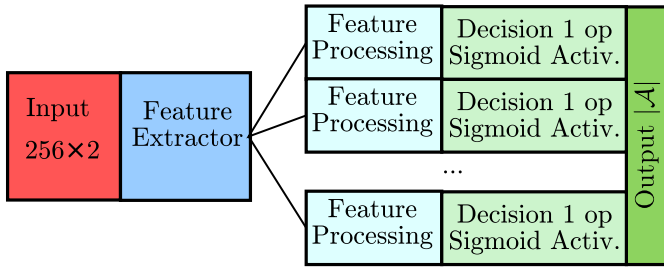 Input
256×2
Feature
Extractor
Feature
Processing
Decision 1 op
Sigmoid Activ.
Feature
Processing
Decision 1 op
Sigmoid Activ.
...
Feature
Processing
Decision 1 op
Sigmoid Activ.
Output |𝒜|